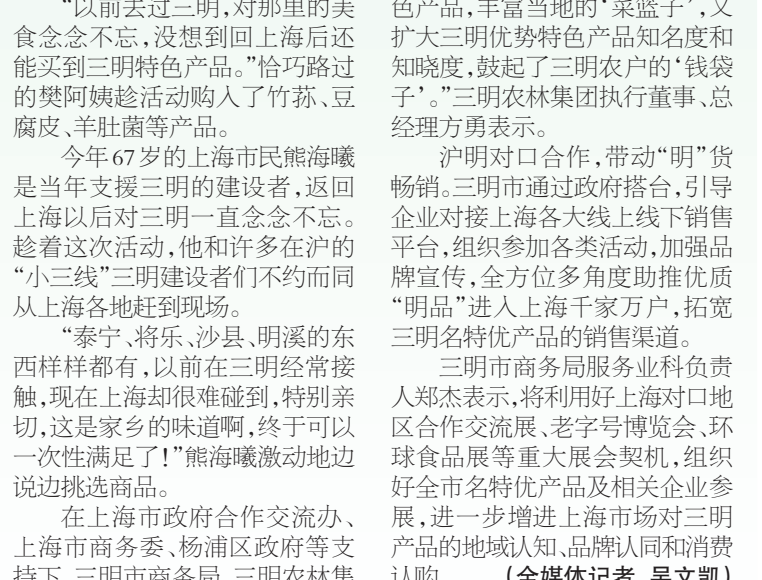 “以前去过三明,对那里的美
食念念不忘,没想到回上海后还
能买到三明特色产品。”恰巧路过
的樊阿姨趁活动购入了竹荪、豆
腐皮、羊肚菌等产品。
今年67岁的上海市民熊海曦
是当年支援三明的建设者,返回
上海以后对三明一直念念不忘。
趁着这次活动,他和许多在沪的
“小三线”三明建设者们不约而同
从上海各地赶到现场。
“泰宁、将乐、沙县、明溪的东
西样样都有,以前在三明经常接
触,现在上海却很难碰到,特别亲
切,这是家乡的味道啊,终于可以
一次性满足了!”熊海曦激动地边
说边挑选商品。
在上海市政府合作交流办、
上海市商务委、杨浦区政府等支
持下,三明市商务局、三明农林集
色产品,丰富当地的‘菜篮子’,又
扩大三明优势特色产品知名度和
知晓度,鼓起了三明农户的‘钱袋
子’。”三明农林集团执行董事、总
经理方勇表示。
沪明对口合作,带动“明”货
畅销。三明市通过政府搭台,引导
企业对接上海各大线上线下销售
平台,组织参加各类活动,加强品
牌宣传,全方位多角度助推优质
“明品”进入上海千家万户,拓宽
三明名特优产品的销售渠道。
三明市商务局服务业科负责
人郑杰表示,将利用好上海对口地
区合作交流展、老字号博览会、环
球食品展等重大展会契机,组织
好全市名特优产品及相关企业参
展,进一步增进上海市场对三明
产品的地域认知、品牌认同和消费
认购。 (全媒体记者 吴文凯)